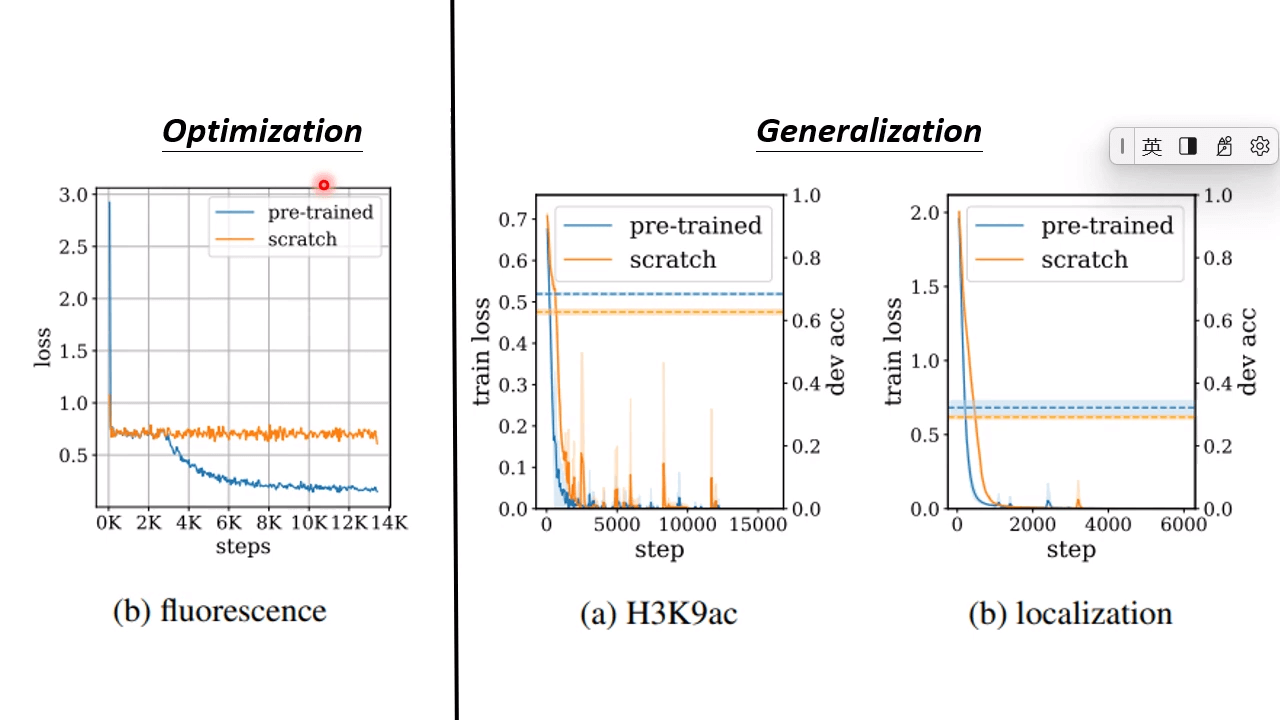 Optimization
Generalization
英
3.0
2.5
2.0
1.5
1.0
0.5
loss
pre-trained
scratch
0K 2K 4K 6K 8K 10K 12K 14K
steps
(b) fluorescence
0.7
0.6
0.5
0.4
0.3
0.2
0.1
0.0
train loss
pre-trained
scratch
1.0
0.8
0.6
0.4
0.2
0.0
dev acc
0 5000 10000 15000
step
(a) H3K9ac
2.0
1.5
1.0
0.5
0.0
train loss
pre-trained
scratch
1.0
0.8
0.6
0.4
0.2
0.0
dev acc
0 2000 4000 6000
step
(b) localization